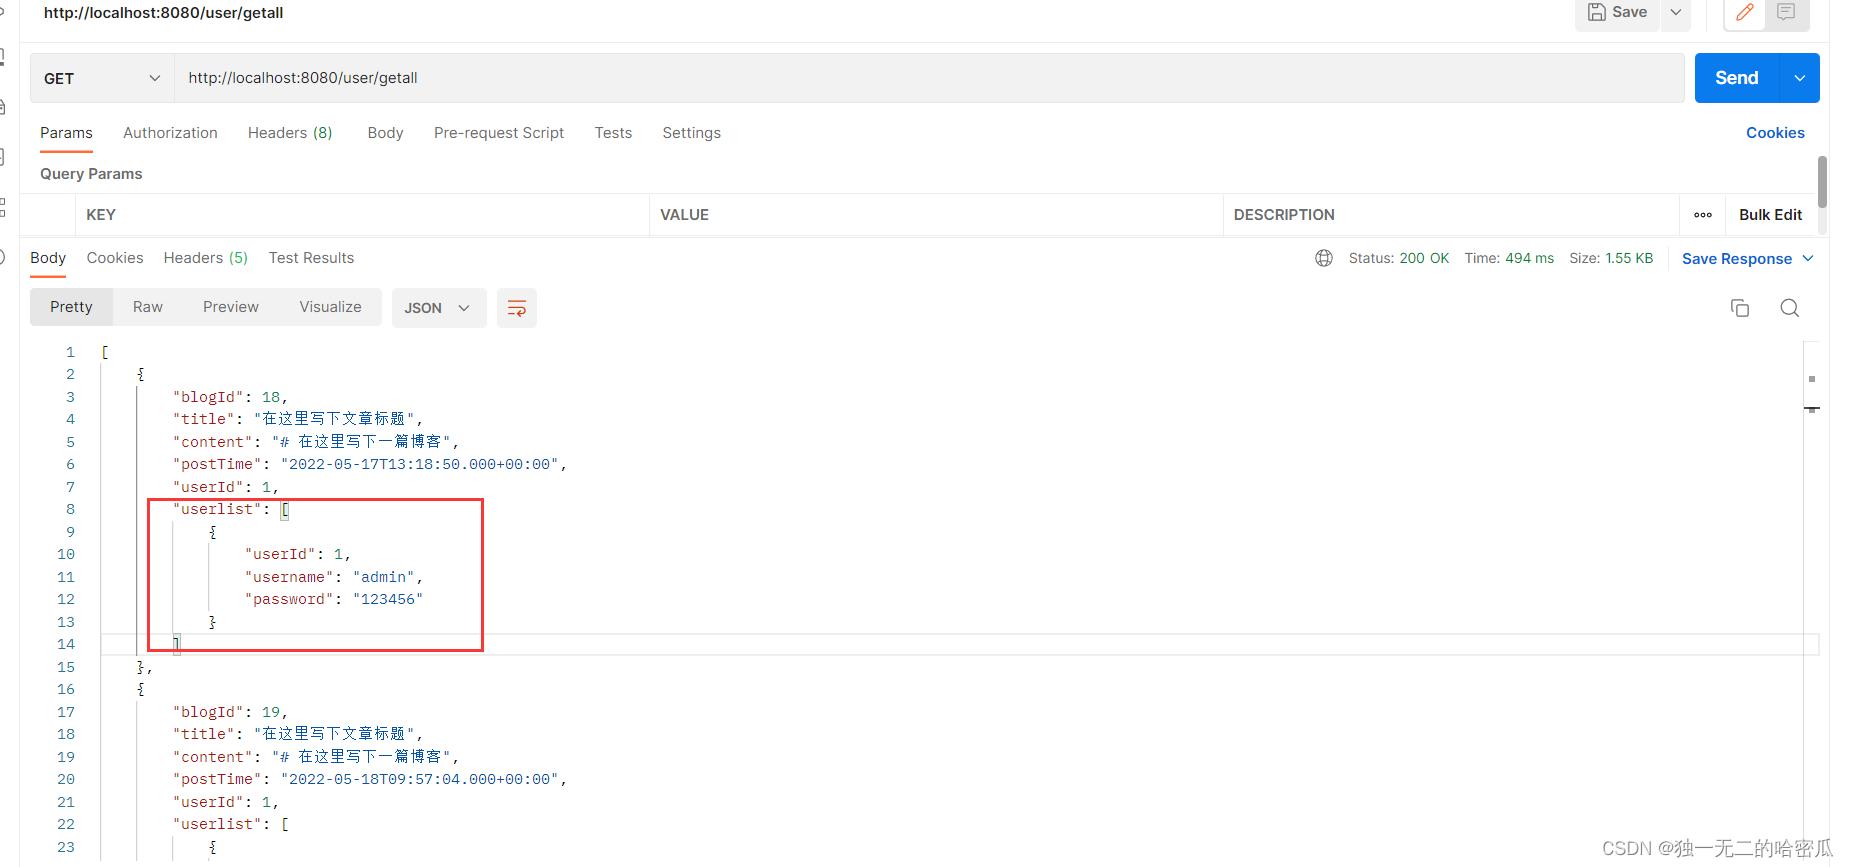 http://localhost:8080/user/getall
Save
GET http://localhost:8080/user/getall Send
Params Authorization Headers (8) Body Pre-request Script Tests Settings Cookies
Query Params
KEY VALUE DESCRIPTION Bulk Edit
Body Cookies Headers (5) Test Results Status: 200 OK Time: 494 ms Size: 1.55 KB Save Response
Pretty Raw Preview Visualize JSON
1 [
2 {
3 "blogId": 18,
4 "title": "在这里写下文章标题",
5 "content": "# 在这里写下一篇博客",
6 "postTime": "2022-05-17T13:18:50.000+00:00",
7 "userId": 1,
8 "userlist": [
9 {
10 "userId": 1,
11 "username": "admin",
12 "password": "123456"
13 }
14 ]
15 },
16 {
17 "blogId": 19,
18 "title": "在这里写下文章标题",
19 "content": "# 在这里写下一篇博客",
20 "postTime": "2022-05-18T09:57:04.000+00:00",
21 "userId": 1,
22 "userlist": [
23 {
CSDN @独一无二的哈密瓜